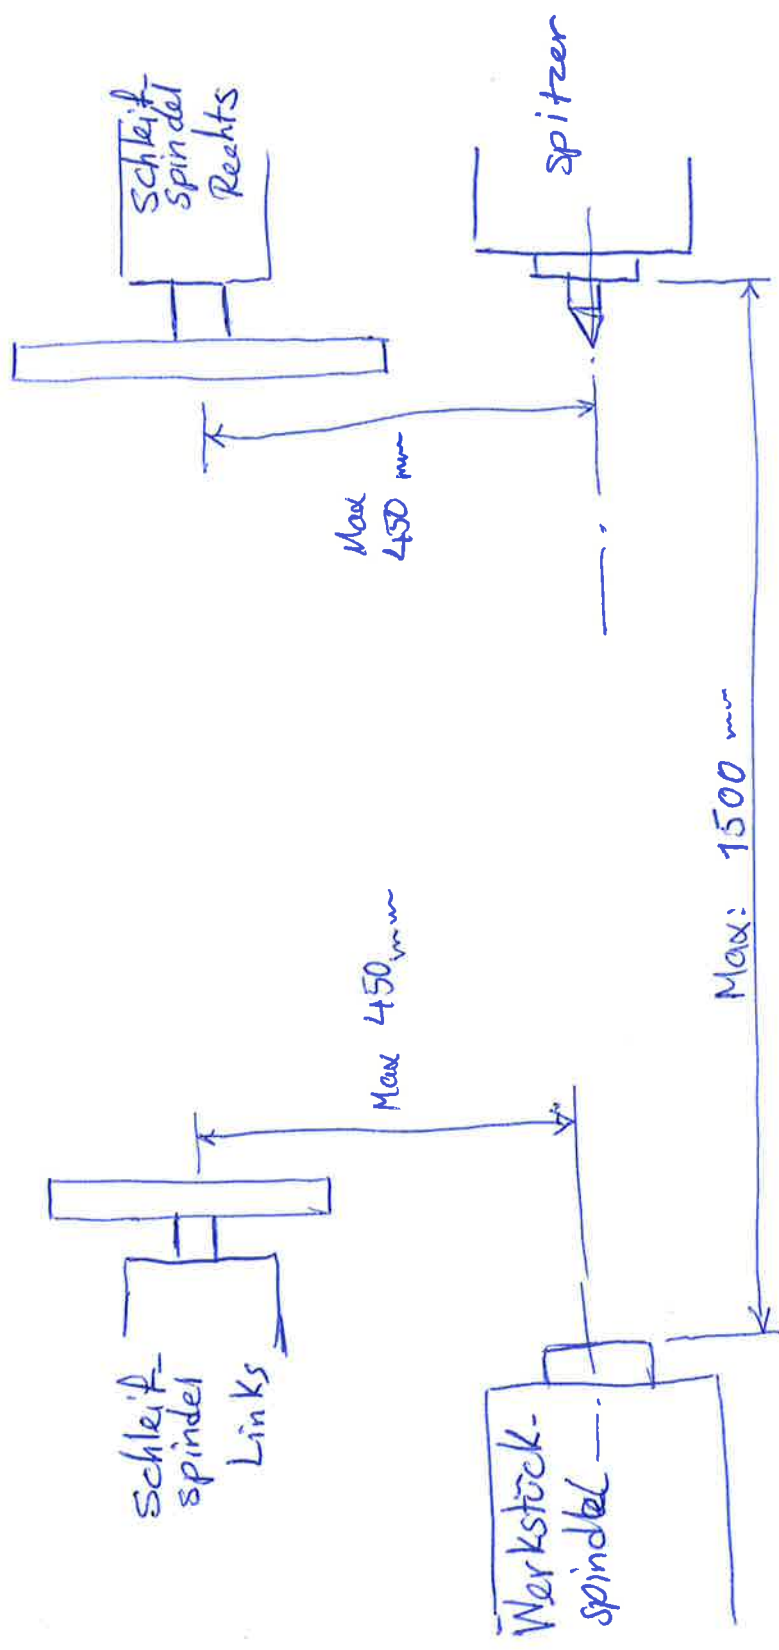 Schleif-
spindel
Links
Schleif-
spindel
Rechts
Max 450 mm
Max
450 mm
Werkstück-
spindel
spitzer
Max: 1500 mm